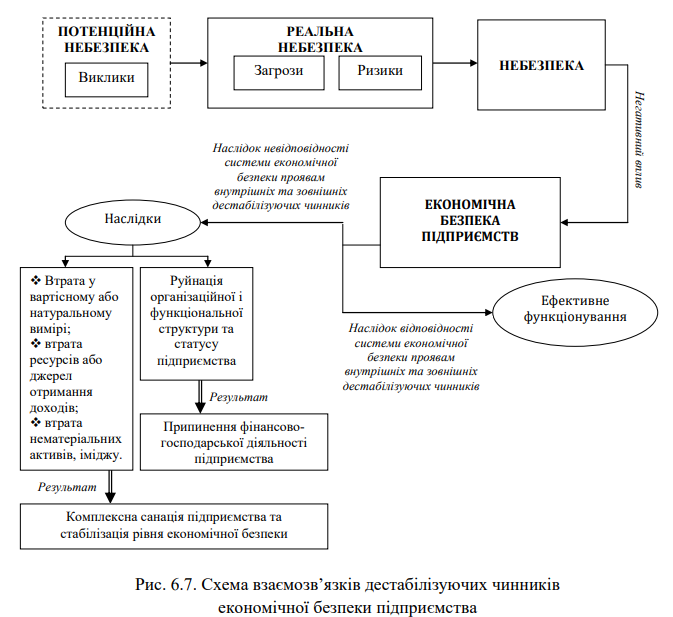 ПОТЕНЦІЙНА
НЕБЕЗПЕКА
Виклики
РЕАЛЬНА
НЕБЕЗПЕКА
Загрози
Ризики
НЕБЕЗПЕКА
Негативний вплив
Наслідок невідповідності
системи економічної
безпеки проявам
внутрішніх та зовнішніх
дестабілізуючих чинників
ЕКОНОМІЧНА
БЕЗПЕКА
ПІДПРИЄМСТВ
Наслідки
Ефективне
функціонування
❖ Втрата у
вартісному або
натуральному
вимірі;
❖ втрата
ресурсів або
джерел
отримання
доходів;
❖ втрата
нематеріальних
активів, іміджу.
Руйнація
організаційної і
функціональної
структури та
статусу
підприємства
Наслідок відповідності
системи економічної
безпеки проявам
внутрішніх та зовнішніх
дестабілізуючих чинників
Результат
Припинення фінансово-
господарської діяльності
підприємства
Результат
Комплексна санація підприємства та
стабілізація рівня економічної безпеки
Рис. 6.7. Схема взаємозв’язків дестабілізуючих чинників
економічної безпеки підприємства